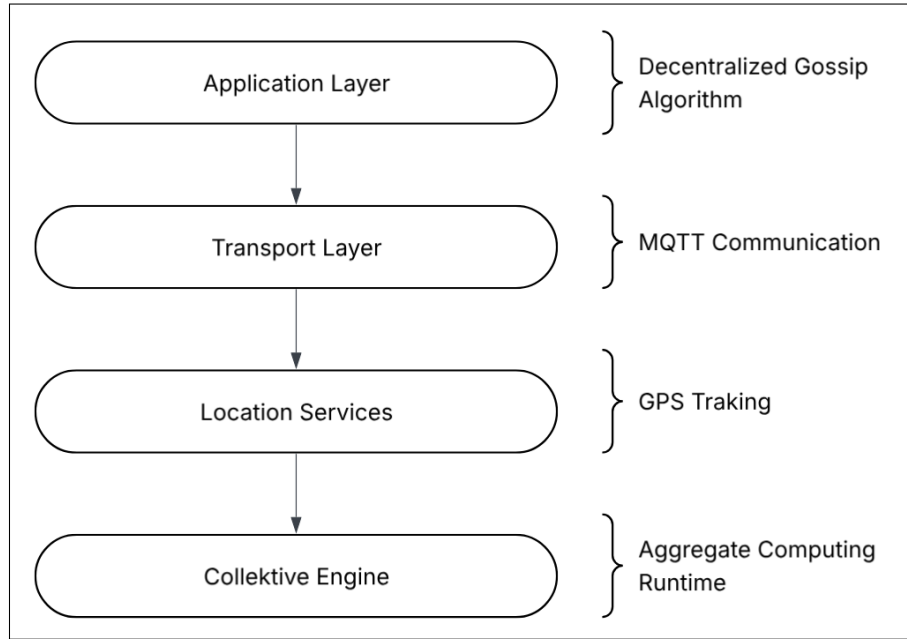 Application Layer
Decentralized Gossip
Algorithm
Transport Layer
MQTT Communication
Location Services
GPS Traking
Collektive Engine
Aggregate Computing
Runtime